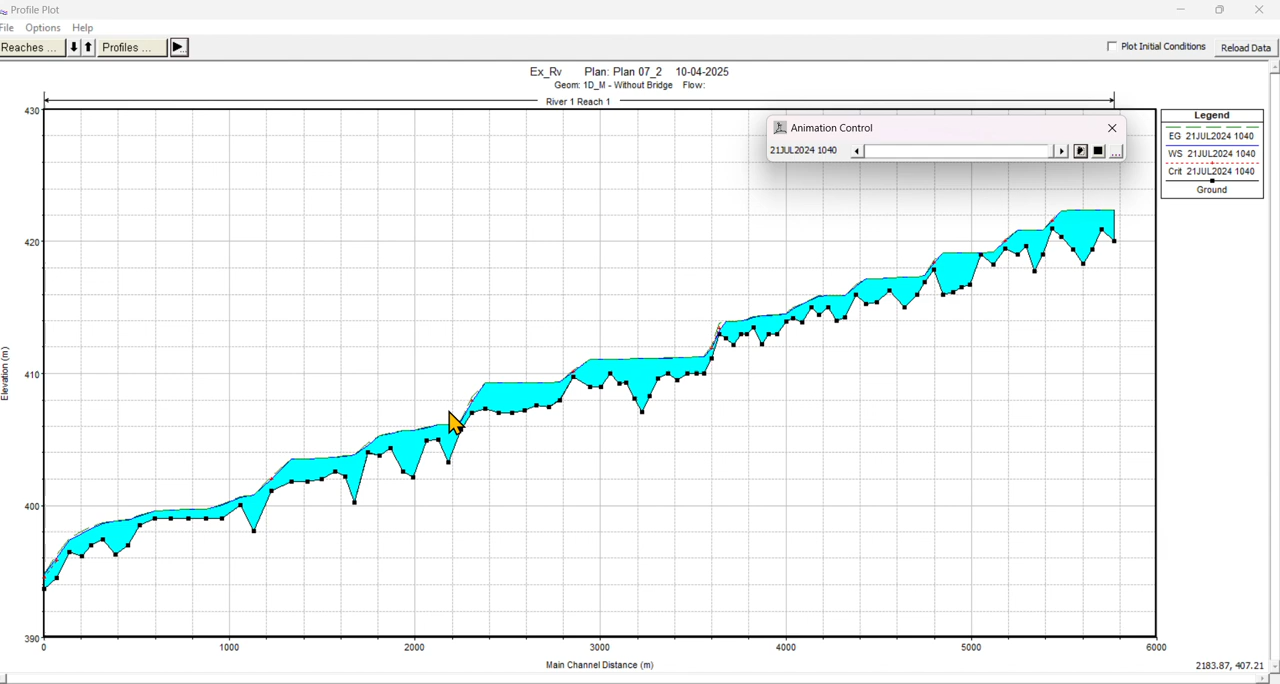 Profile Plot
File Options Help
Reaches ... Profiles ... Plot Initial Conditions Reload Data
Ex_Rv Plan: Plan 07_2 10-04-2025
Geom: 1D_M - Without Bridge Flow:
River 1 Reach 1
Animation Control
21JUL2024 1040
...
Legend
EG 21JUL2024 1040
WS 21JUL2024 1040
Crit 21JUL2024 1040
Ground
430
420
410
400
390
Elevation (m)
0 1000 2000 3000 4000 5000 6000
Main Channel Distance (m)
2183.87, 407.21